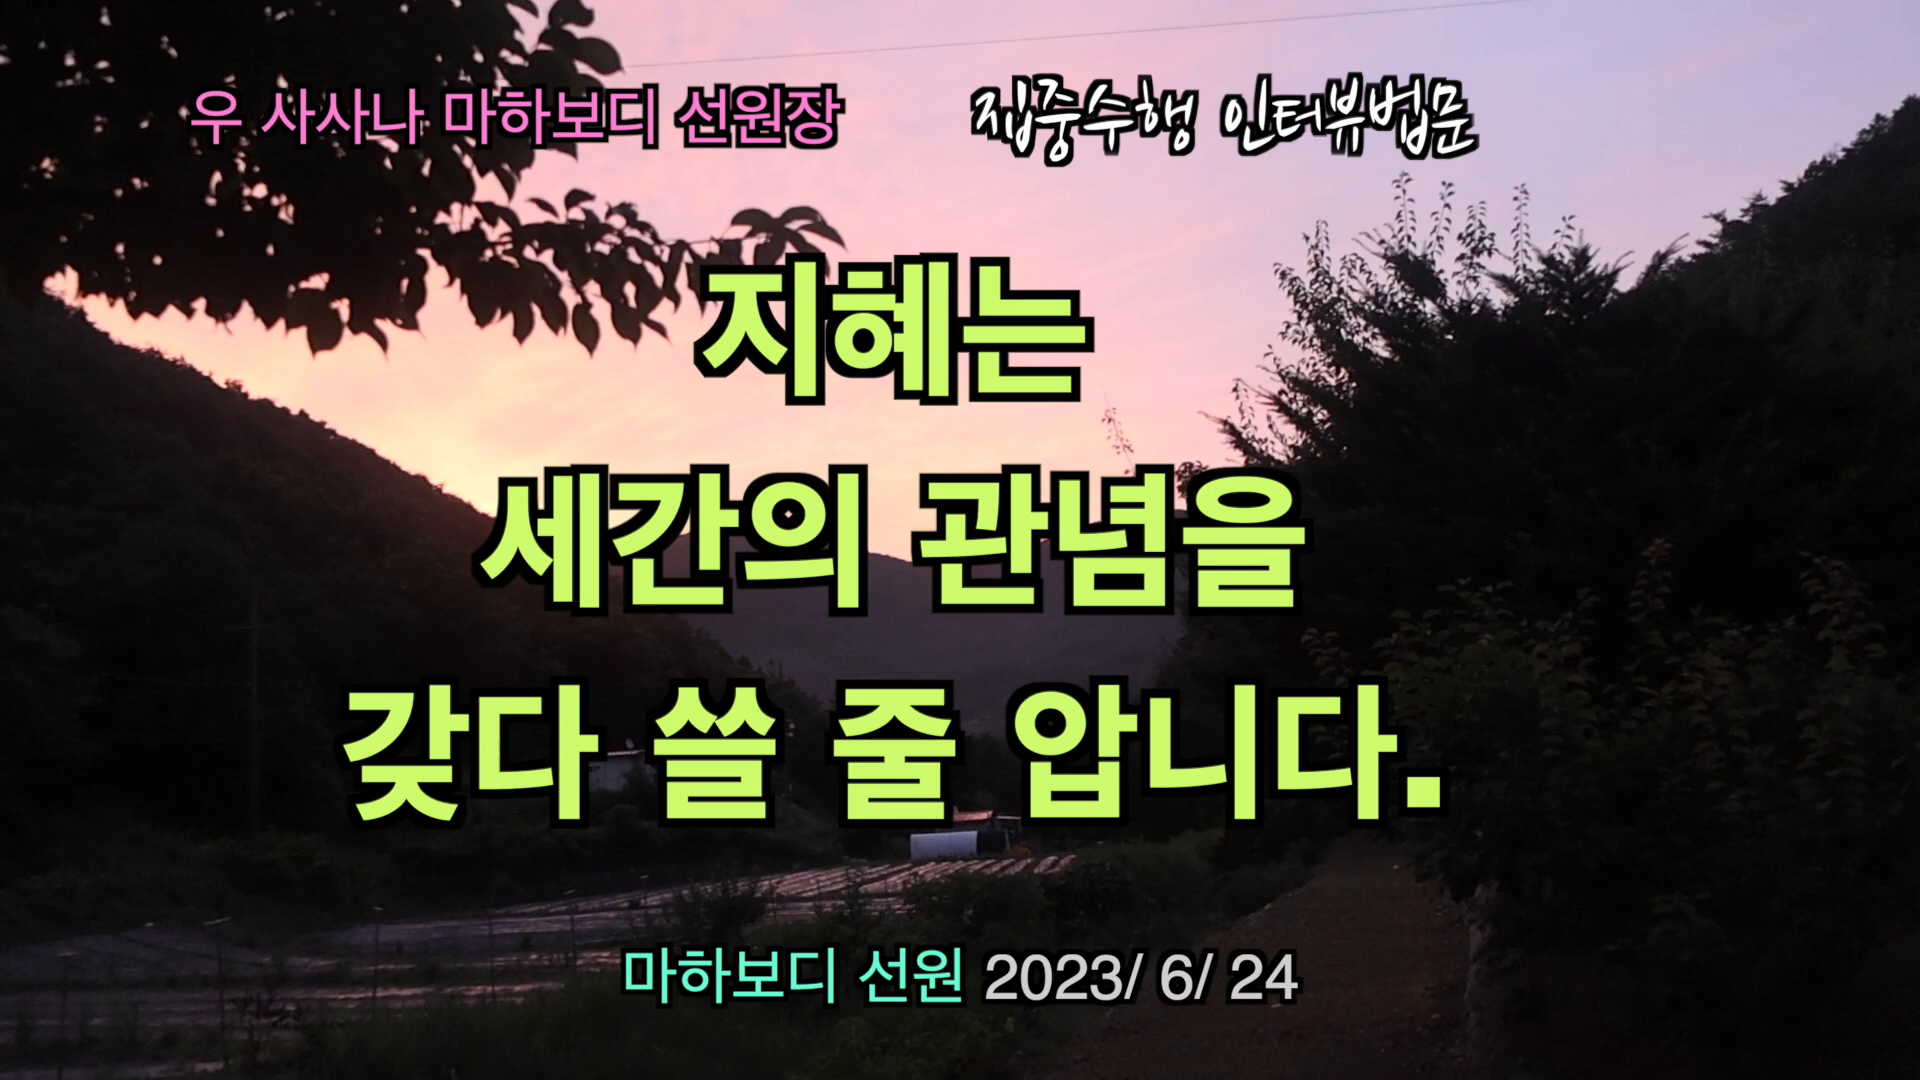 우 사사나 마하보디 선원장 집중수행 인터뷰법문
지혜는
세간의 관념을
갖다 쓸 줄 압니다.
마하보디 선원 2023/ 6/ 24